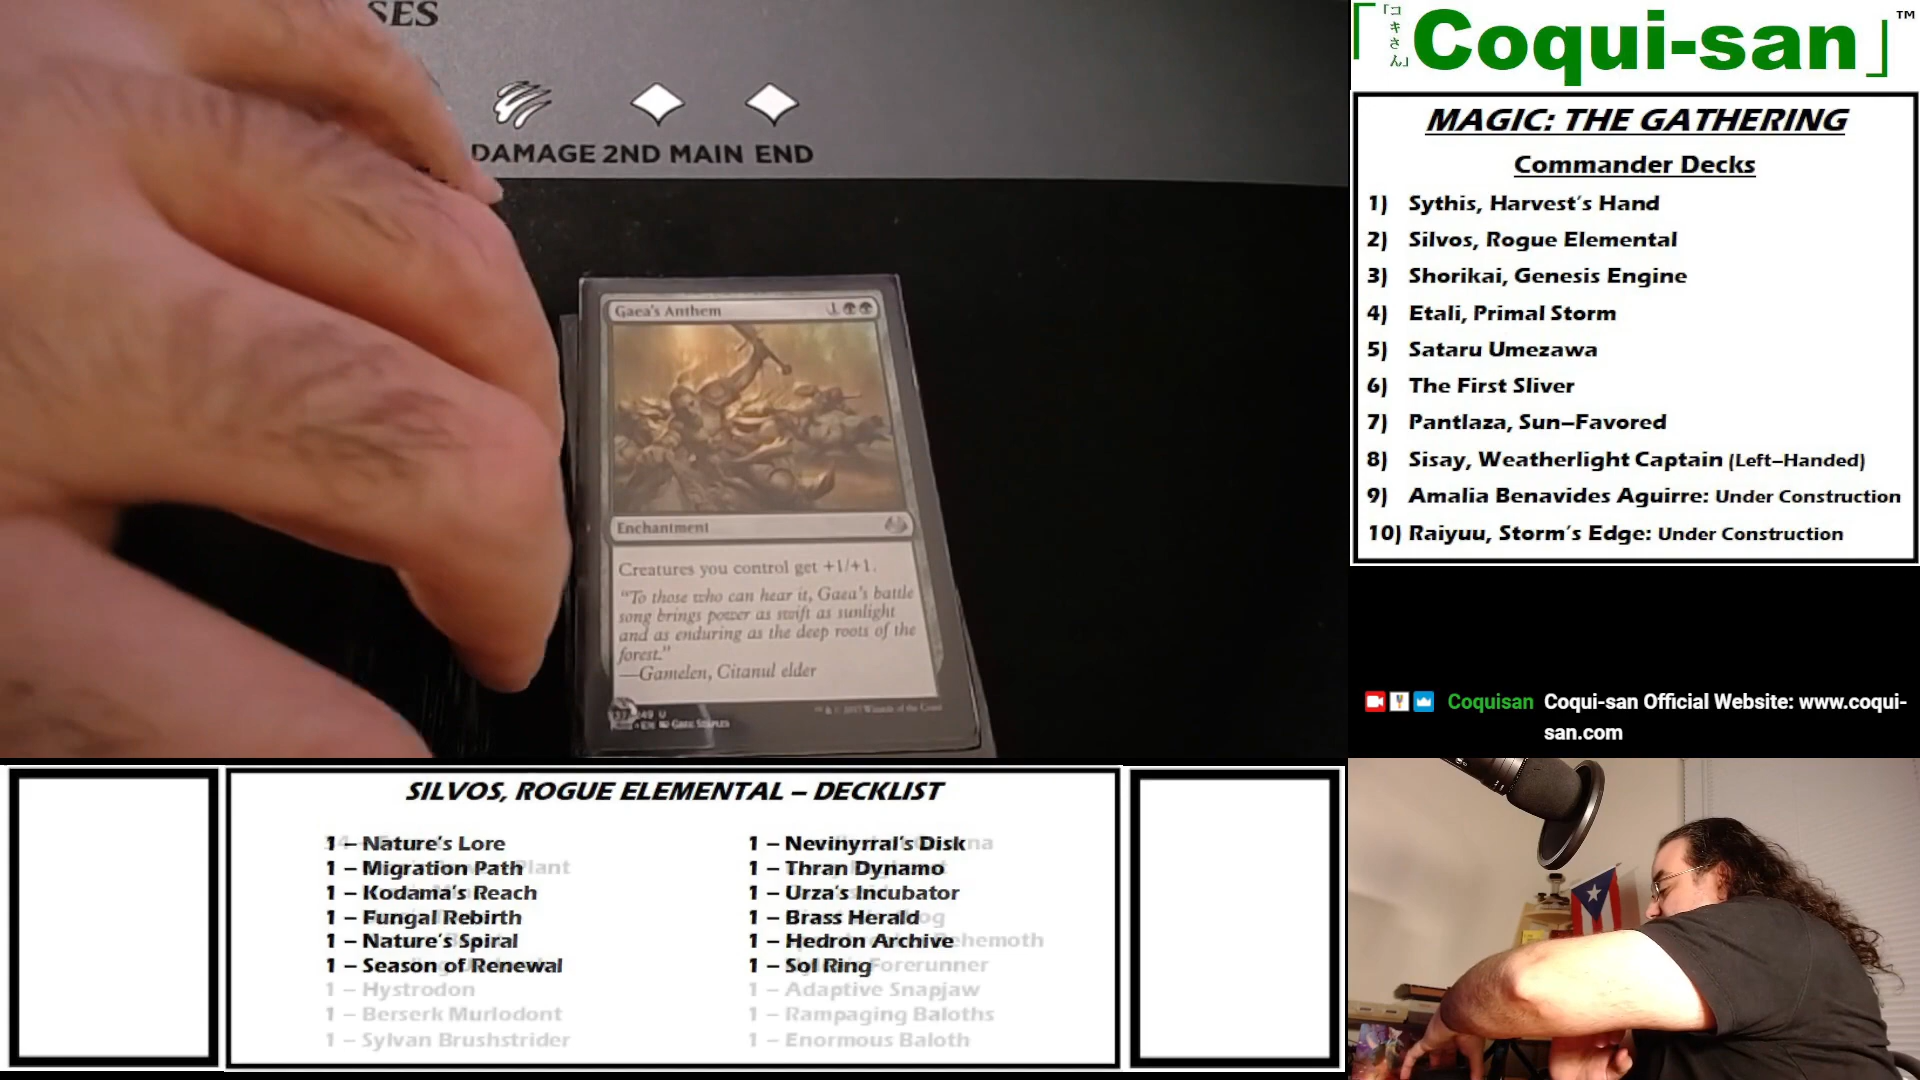 SES
DAMAGE 2ND MAIN END
Gaea's Anthem
Enchantment
Creatures you control get +1/+1.
"To those who can hear it, Gaea's battle
song brings power as swift as sunlight
and as enduring as the deep roots of the
forest."
—Gamelen, Citanul elder
「コキさん」
「Coqui-san」™
MAGIC: THE GATHERING
Commander Decks
1) Sythis, Harvest's Hand
2) Silvos, Rogue Elemental
3) Shorikai, Genesis Engine
4) Etali, Primal Storm
5) Sataru Umezawa
6) The First Sliver
7) Pantlaza, Sun-Favored
8) Sisay, Weatherlight Captain (Left-Handed)
9) Amalia Benavides Aguirre: Under Construction
10) Raiyuu, Storm's Edge: Under Construction
Coquisan Coqui-san Official Website: www.coqui-
san.com
SILVOS, ROGUE ELEMENTAL – DECKLIST
1 – Nature's Lore
1 – Migration Path
1 – Kodama's Reach
1 – Fungal Rebirth
1 – Nature's Spiral
1 – Season of Renewal
1 – Hystrodon
1 – Berserk Murlodont
1 – Sylvan Brushstrider
1 – Nevinyrral's Disk
1 – Thran Dynamo
1 – Urza's Incubator
1 – Brass Herald
1 – Hedron Archive
1 – Sol Ring
1 – Adaptive Snapjaw
1 – Rampaging Baloths
1 – Enormous Baloth